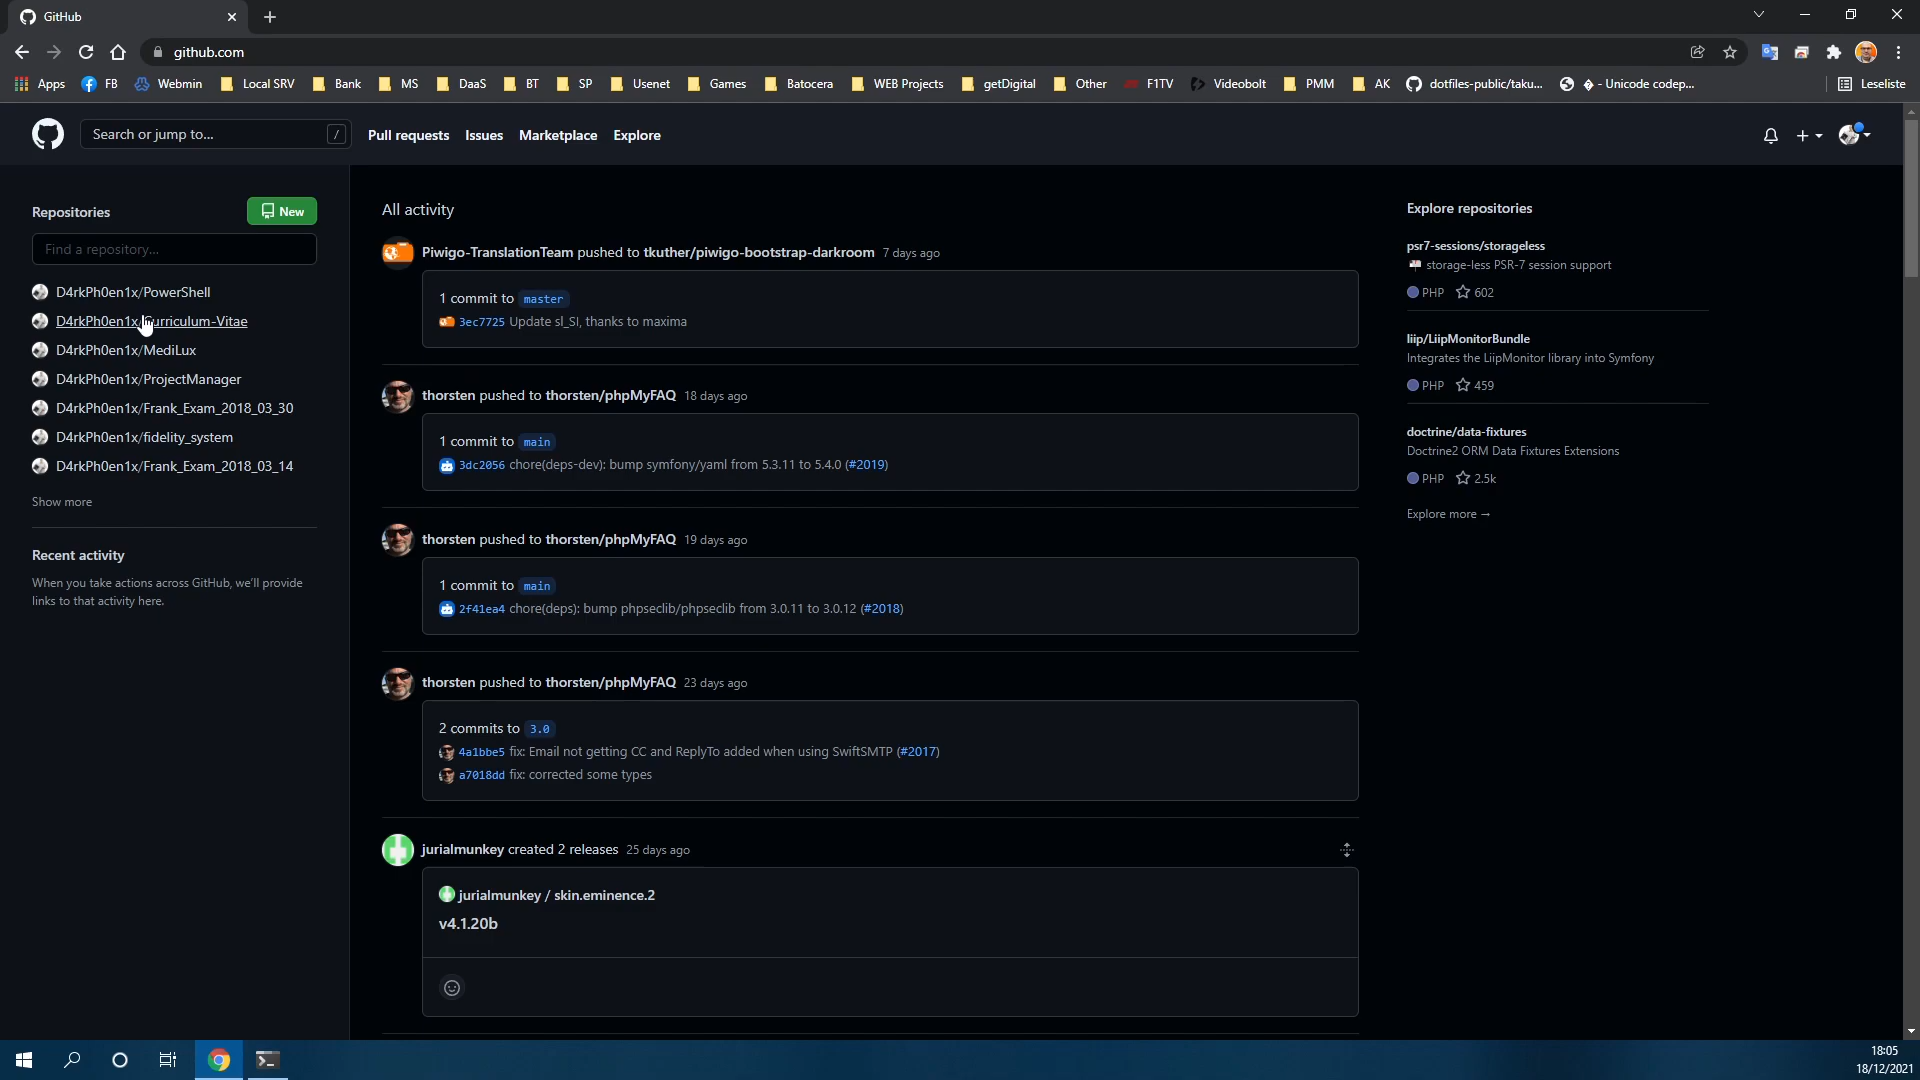 GitHub
github.com
Apps FB Webmin Local SRV Bank MS DaaS BT SP Usenet Games Batocera WEB Projects getDigital Other F1TV Videobolt PMM AK dotfiles-public/taku... � - Unicode codep... Leseliste
Search or jump to... / Pull requests Issues Marketplace Explore
Repositories New
Find a repository...
D4rkPh0en1x/PowerShell
D4rkPh0en1x/Curriculum-Vitae
D4rkPh0en1x/MediLux
D4rkPh0en1x/ProjectManager
D4rkPh0en1x/Frank_Exam_2018_03_30
D4rkPh0en1x/fidelity_system
D4rkPh0en1x/Frank_Exam_2018_03_14
Show more
Recent activity
When you take actions across GitHub, we'll provide
links to that activity here.
All activity
Piwigo-TranslationTeam pushed to tkuther/piwigo-bootstrap-darkroom 7 days ago
1 commit to master
3ec7725 Update sl_SI, thanks to maxima
thorsten pushed to thorsten/phpMyFAQ 18 days ago
1 commit to main
3dc2056 chore(deps-dev): bump symfony/yaml from 5.3.11 to 5.4.0 (#2019)
thorsten pushed to thorsten/phpMyFAQ 19 days ago
1 commit to main
2f41ea4 chore(deps): bump phpseclib/phpseclib from 3.0.11 to 3.0.12 (#2018)
thorsten pushed to thorsten/phpMyFAQ 23 days ago
2 commits to 3.0
4a1bbe5 fix: Email not getting CC and ReplyTo added when using SwiftSMTP (#2017)
a7018dd fix: corrected some types
jurialmunkey created 2 releases 25 days ago
jurialmunkey / skin.eminence.2
v4.1.20b
Explore repositories
psr7-sessions/storageless
storage-less PSR-7 session support
PHP 602
liip/LiipMonitorBundle
Integrates the LiipMonitor library into Symfony
PHP 459
doctrine/data-fixtures
Doctrine2 ORM Data Fixtures Extensions
PHP 2.5k
Explore more →
18:05
18/12/2021